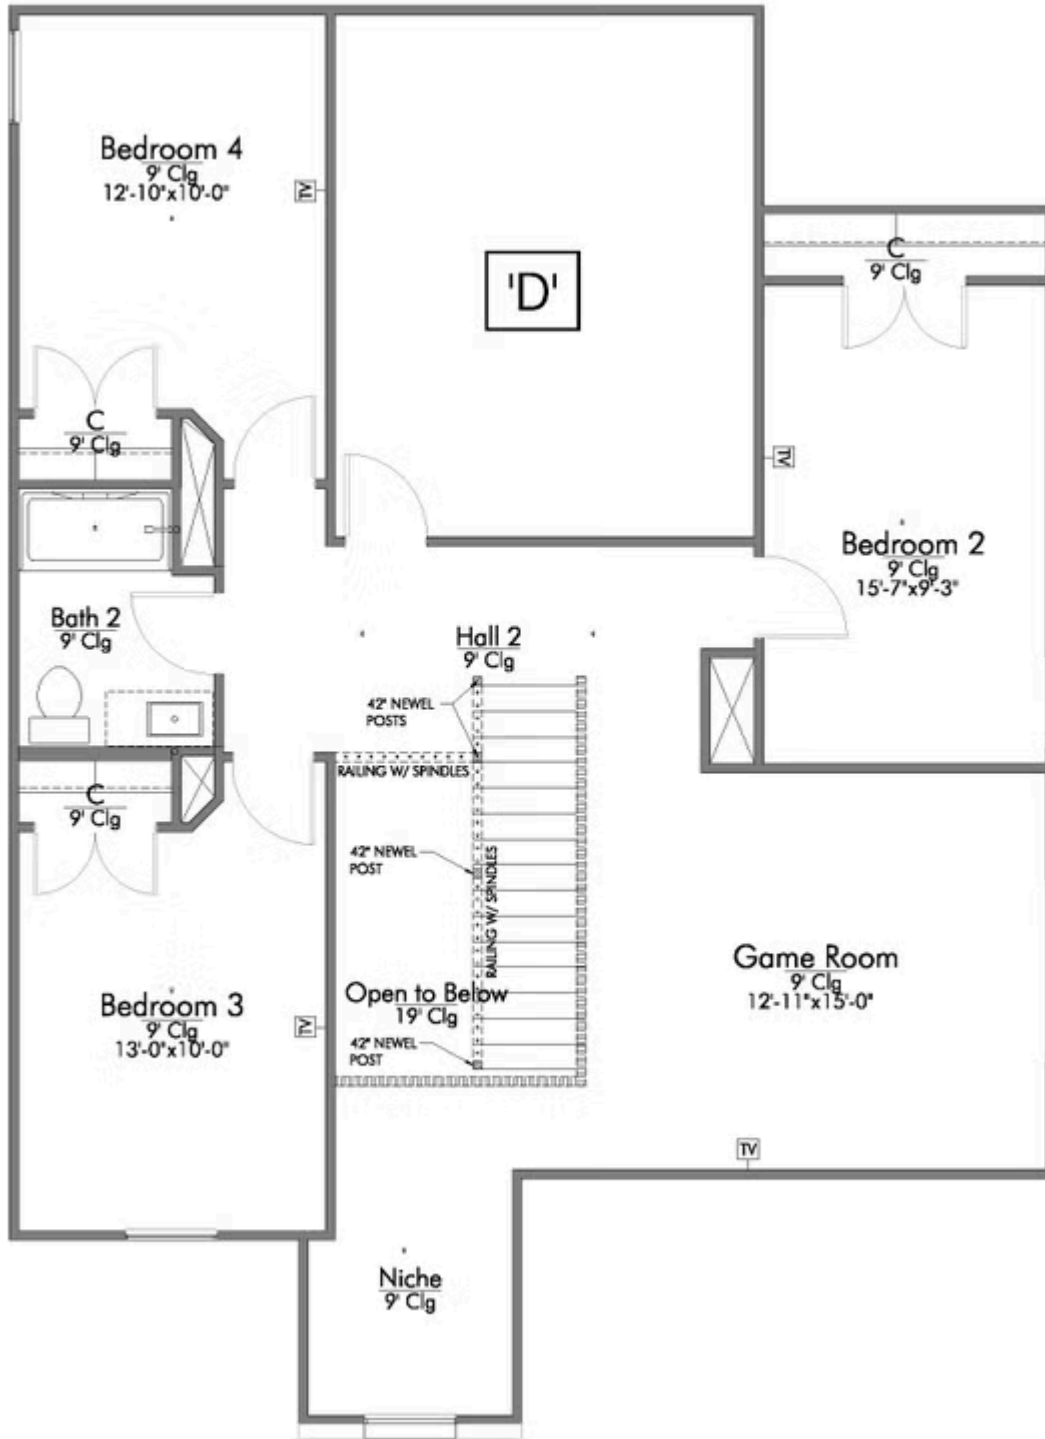 Bedroom 4
9' Clg
12'-10"x10'-0"
TV
'D'
C
9' Clg
C
9' Clg
TV
Bedroom 2
9' Clg
15'-7"x9'-3"
Bath 2
9' Clg
Hall 2
9' Clg
42" NEWEL
POSTS
RAILING W/ SPINDLES
C
9' Clg
42" NEWEL
POST
RAILING W/ SPINDLES
Game Room
9' Clg
12'-11"x15'-0"
Bedroom 3
9' Clg
13'-0"x10'-0"
TV
Open to Below
19' Clg
42" NEWEL
POST
TV
Niche
9' Clg